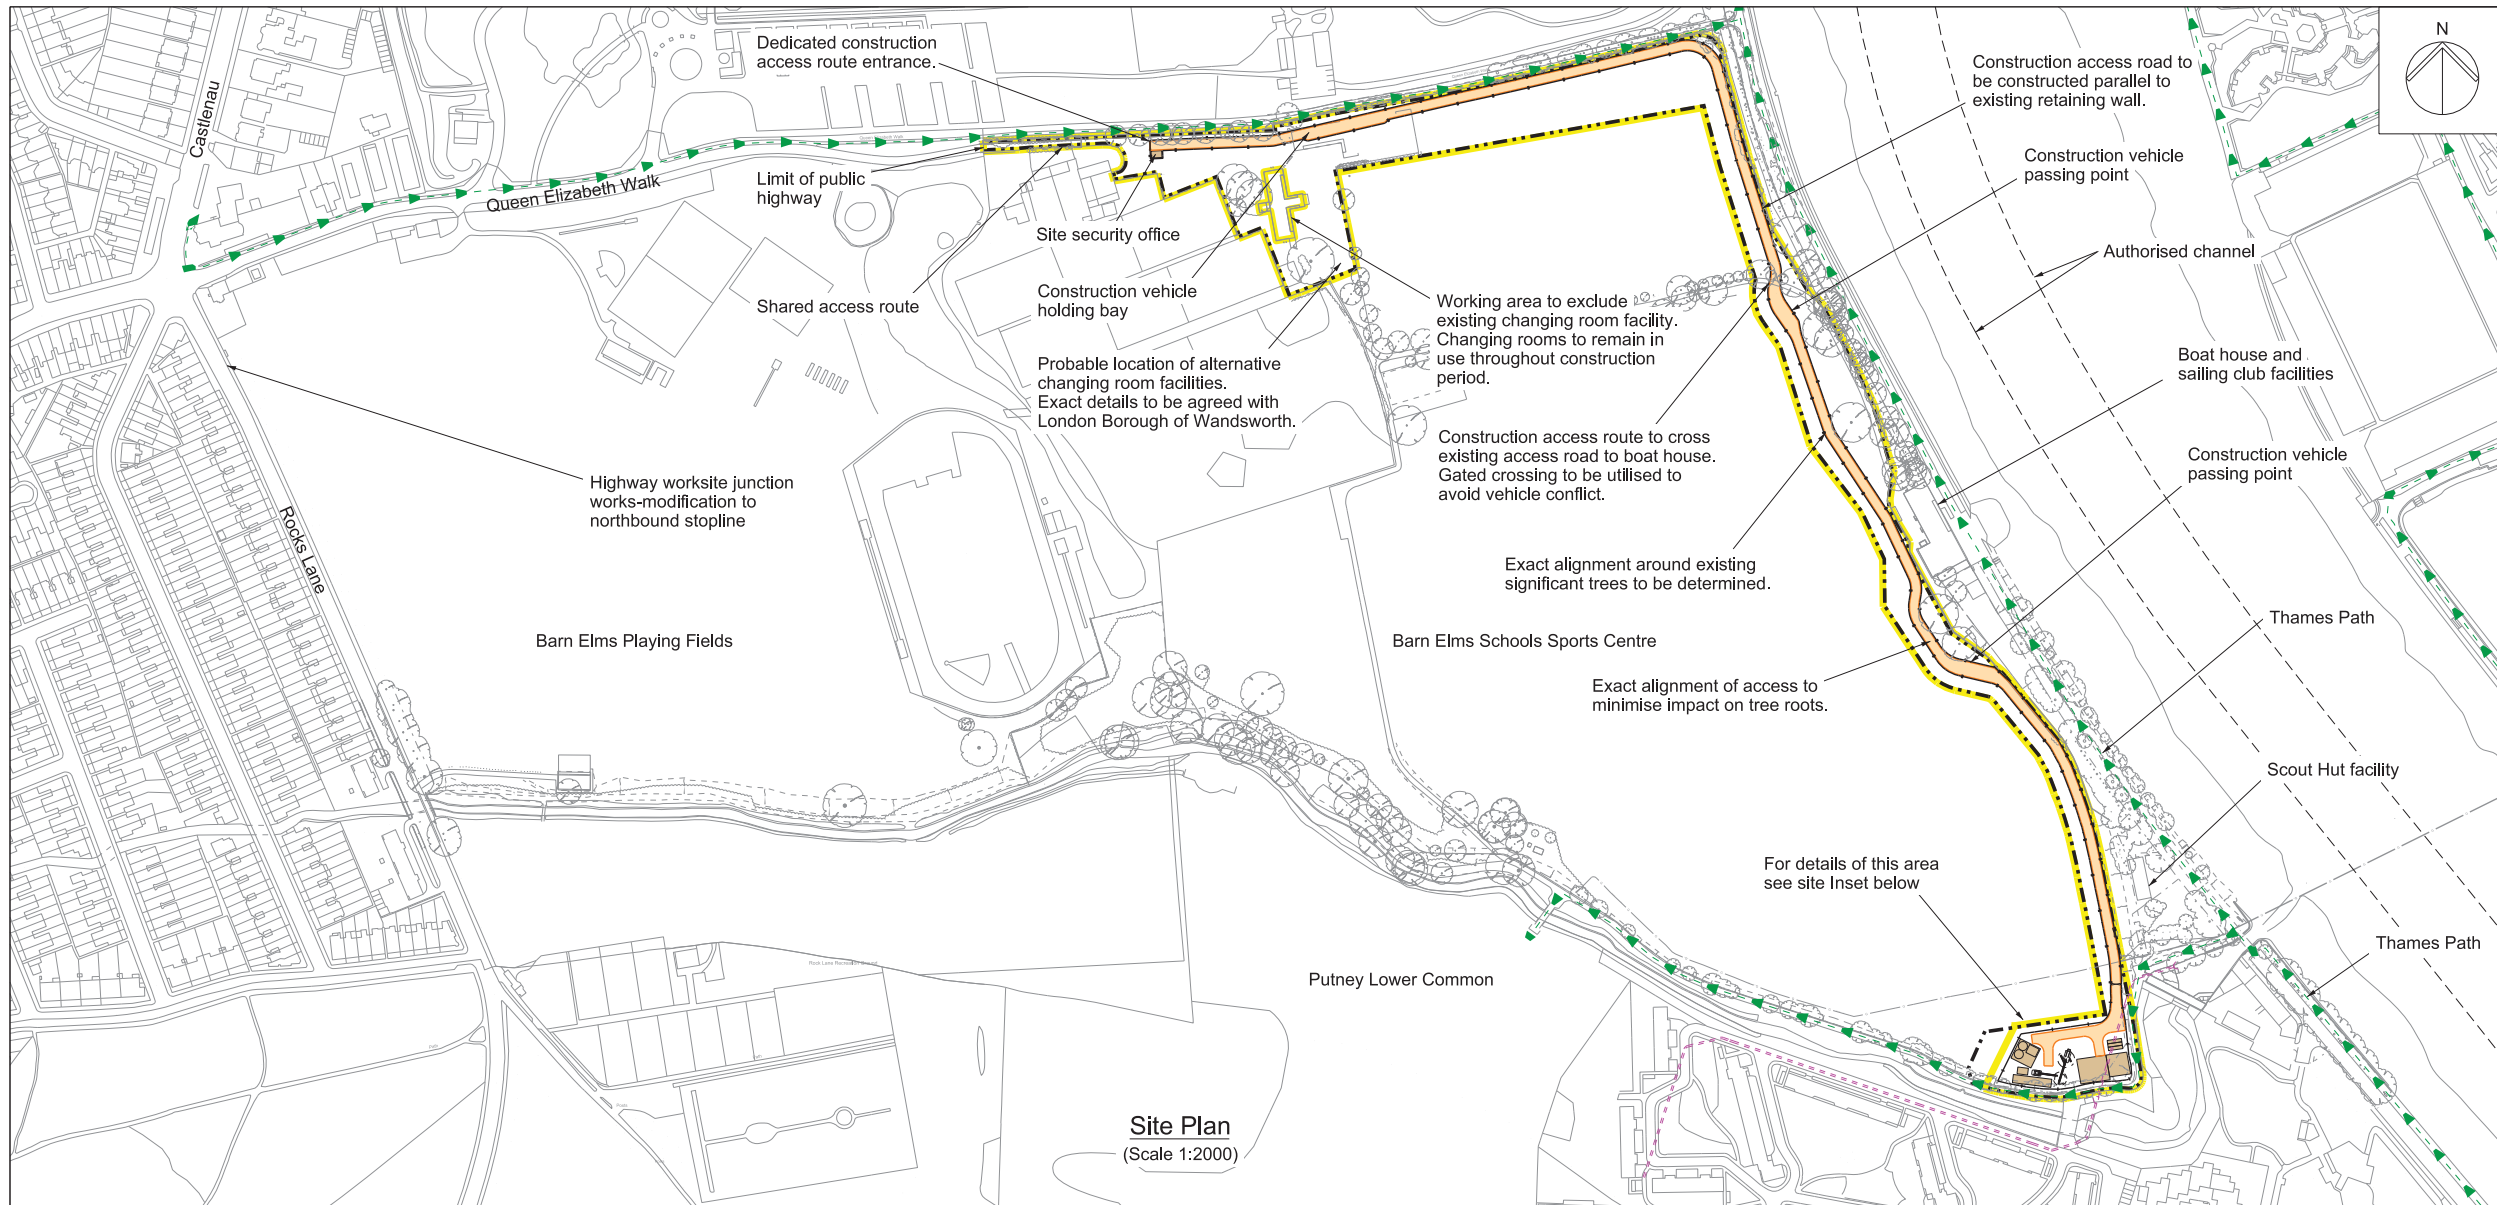 Dedicated construction
access route entrance.
N
Construction access road to
be constructed parallel to
existing retaining wall.
Castlenau
Construction vehicle
passing point
Limit of public
highway
Queen Elizabeth Walk
Site security office
Authorised channel
Shared access route
Construction vehicle
holding bay
Working area to exclude
existing changing room facility.
Changing rooms to remain in
use throughout construction
period.
Boat house and
sailing club facilities
Probable location of alternative
changing room facilities.
Exact details to be agreed with
London Borough of Wandsworth.
Construction access route to cross
existing access road to boat house.
Gated crossing to be utilised to
avoid vehicle conflict.
Construction vehicle
passing point
Highway worksite junction
works-modification to
northbound stopline
Rocks Lane
Exact alignment around existing
significant trees to be determined.
Thames Path
Barn Elms Playing Fields
Barn Elms Schools Sports Centre
Exact alignment of access to
minimise impact on tree roots.
Scout Hut facility
For details of this area
see site Inset below
Thames Path
Rock Lane Recreation Ground
Putney Lower Common
Path
Path
Site Plan
(Scale 1:2000)